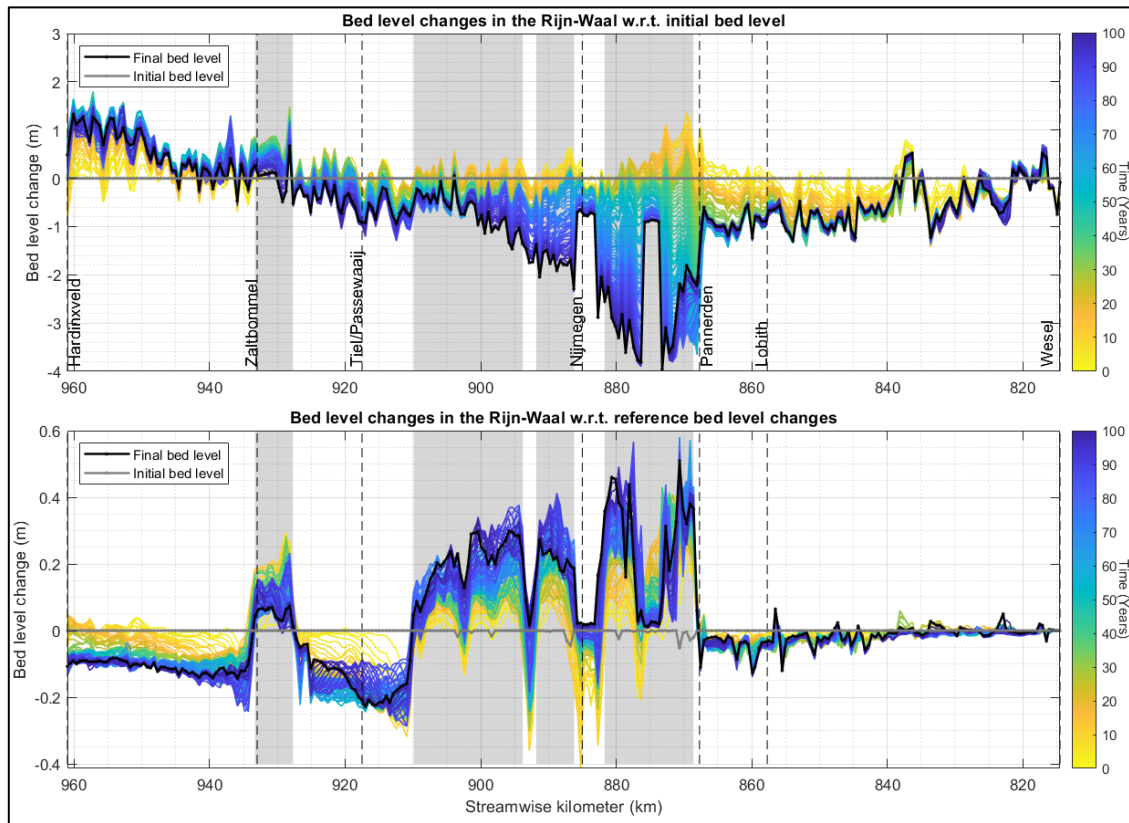 Bed level changes in the Rijn-Waal w.r.t. initial bed level
Final bed level
Initial bed level
Bed level change (m)
3
2
1
0
-1
-2
-3
-4
Hardinxveld
Zaltbommel
Tiel/Passewaaij
Nijmegen
Pannerden
Lobith
Wesel
960
940
920
900
880
860
840
820
100
90
80
70
60
50
40
30
20
10
0
Time (Years)
Bed level changes in the Rijn-Waal w.r.t. reference bed level changes
Final bed level
Initial bed level
Bed level change (m)
0.6
0.4
0.2
0
-0.2
-0.4
960
940
920
900
880
860
840
820
Streamwise kilometer (km)
100
90
80
70
60
50
40
30
20
10
0
Time (Years)